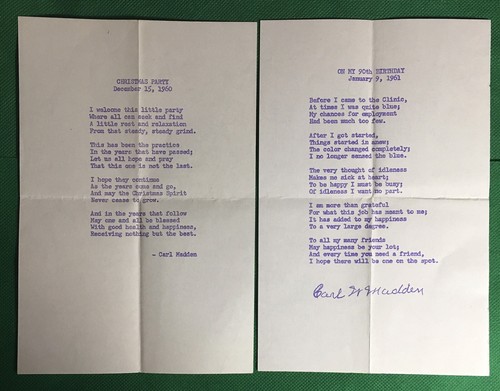 CHRISTMAS PARTY
December 15, 1960
I welcome this little party
Where all can seek and find
A little rest and relaxation
From that steady, steady grind.
This has been the practice
In the years that have passed;
Let us all hope and pray
That this one is not the last.
I hope they continue
As the years come and go,
And may the Christmas Spirit
Never cease to grow.
And in the years that follow
May one and all be blessed
With good health and happiness,
Receiving nothing but the best.
- Carl Madden
ON MY 90th BIRTHDAY
January 9, 1961
Before I came to the Clinic,
At times I was quite blue;
My chances for employment
Had been much too few.
After I got started,
Things started in anew;
The color changed completely;
I no longer sensed the blue.
The very thought of idleness
Makes me sick at heart;
To be happy I must be busy;
Of idleness I want no part.
I am more than grateful
For what this job has meant to me;
It has added to my happiness
To a very large degree.
To all my many friends
May happiness be your lot;
And every time you need a friend,
I hope there will be one on the spot.
Carl W Madden